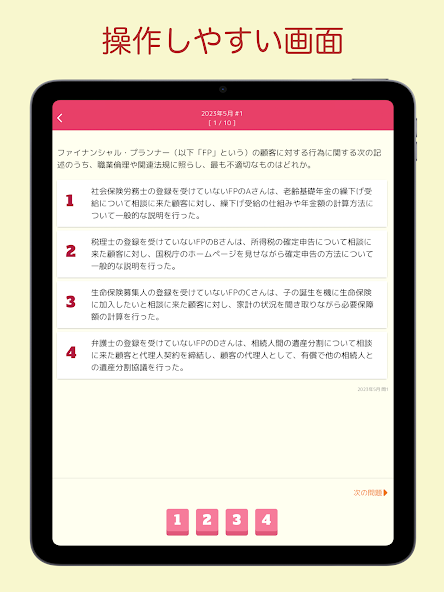 操作しやすい画面
2023年5月 #1
[ 1 / 10 ]
ファイナンシャル・プランナー（以下「FP」という）の顧客に対する行為に関する次の記
述のうち、職業倫理や関連法規に照らし、最も不適切なものはどれか。
1
社会保険労務士の登録を受けていないFPのAさんは、老齢基礎年金の繰下げ受
給について相談に来た顧客に対し、繰下げ受給の仕組みや年金額の計算方法に
ついて一般的な説明を行った。
2
税理士の登録を受けていないFPのBさんは、所得税の確定申告について相談に
来た顧客に対し、国税庁のホームページを見せながら確定申告の方法について
一般的な説明を行った。
3
生命保険募集人の登録を受けていないFPのCさんは、子の誕生を機に生命保険
に加入したいと相談に来た顧客に対し、家計の状況を聞き取りながら必要保障
額の計算を行った。
4
弁護士の登録を受けていないFPのDさんは、相続人間の遺産分割について相談
に来た顧客と代理人契約を締結し、顧客の代理人として、有償で他の相続人と
の遺産分割協議を行った。
2023年5月 #1
次の問題
1 2 3 4